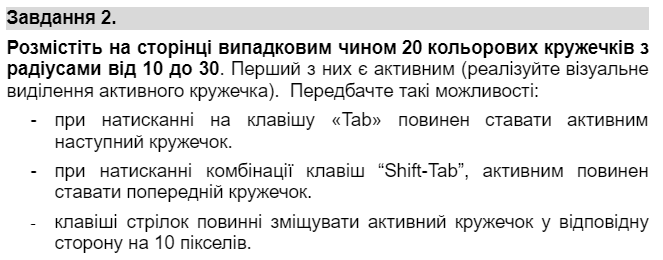 Завдання 2.
Розмістіть на сторінці випадковим чином 20 кольорових кружечків з
радіусами від 10 до 30. Перший з них є активним (реалізуйте візуальне
виділення активного кружечка).  Передбачте такі можливості:
- при натисканні на клавішу «Tab» повинен ставати активним
наступний кружечок.
- при натисканні комбінації клавіш “Shift-Tab”, активним повинен
ставати попередній кружечок.
- клавіші стрілок повинні зміщувати активний кружечок у відповідну
сторону на 10 пікселів.